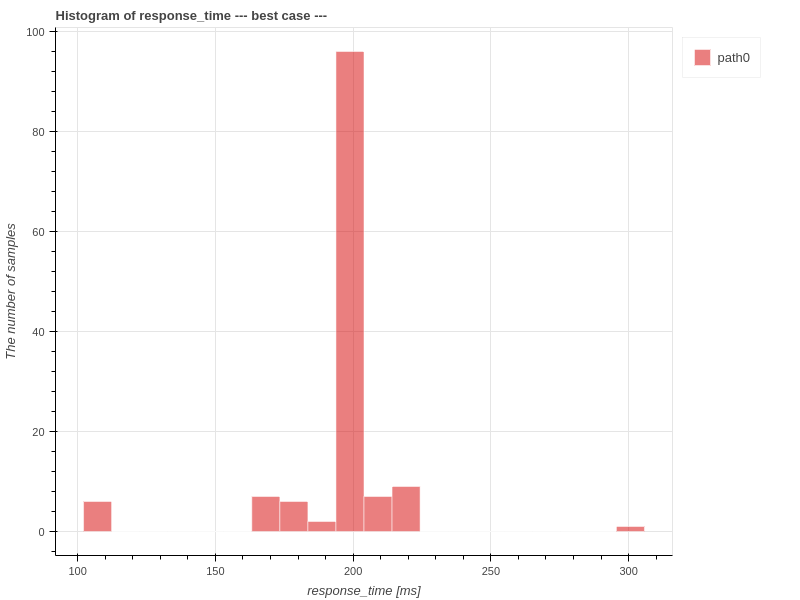 Histogram of response_time --- best case ---
path0
The number of samples
100
80
60
40
20
0
100 150 200 250 300
response_time [ms]